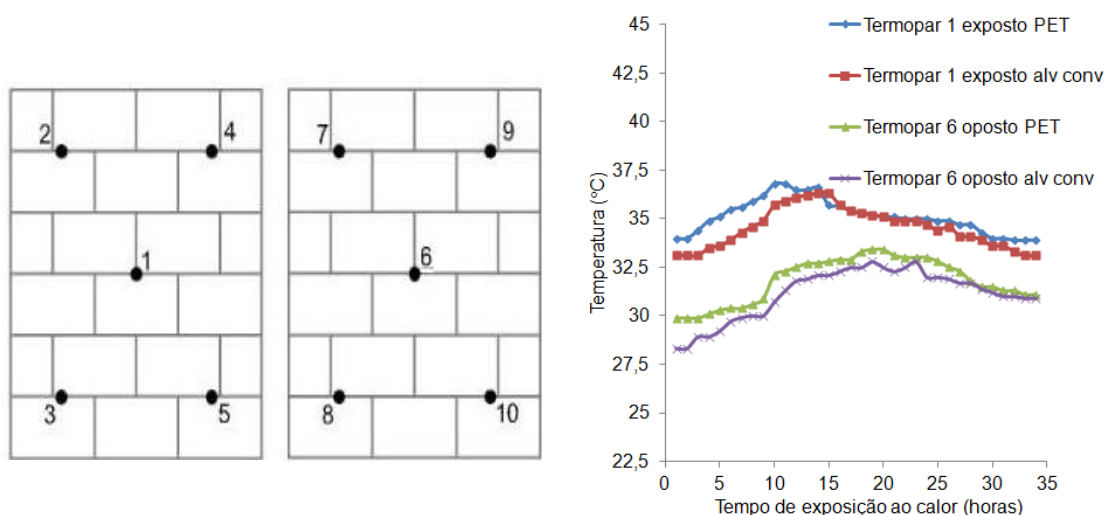 2
4
1
3
5
7
9
6
8
10
Termopar 1 exposto PET
Termopar 1 exposto alv conv
Termopar 6 oposto PET
Termopar 6 oposto alv conv
Temperatura (ºC)
45
42,5
40
37,5
35
32,5
30
27,5
25
22,5
0 5 10 15 20 25 30 35
Tempo de exposição ao calor (horas)